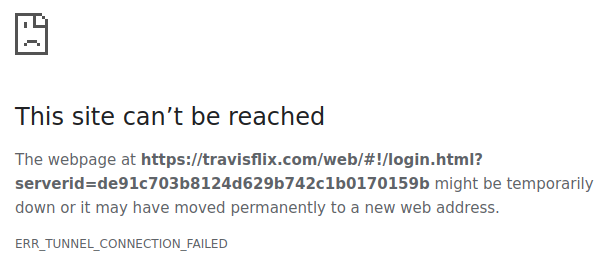 This site can’t be reached
The webpage at https://travisflix.com/web/#!/login.html?
serverid=de91c703b8124d629b742c1b0170159b might be temporarily
down or it may have moved permanently to a new web address.
ERR_TUNNEL_CONNECTION_FAILED